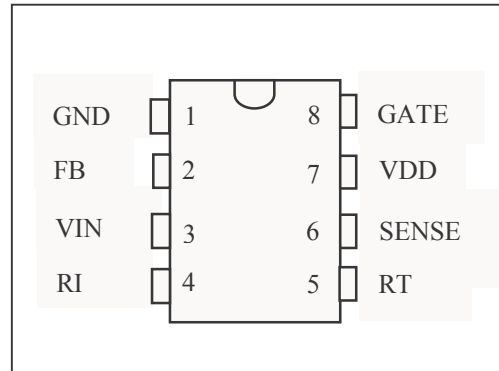 GND 1 8 GATE
FB 2 7 VDD
VIN 3 6 SENSE
RI 4 5 RT